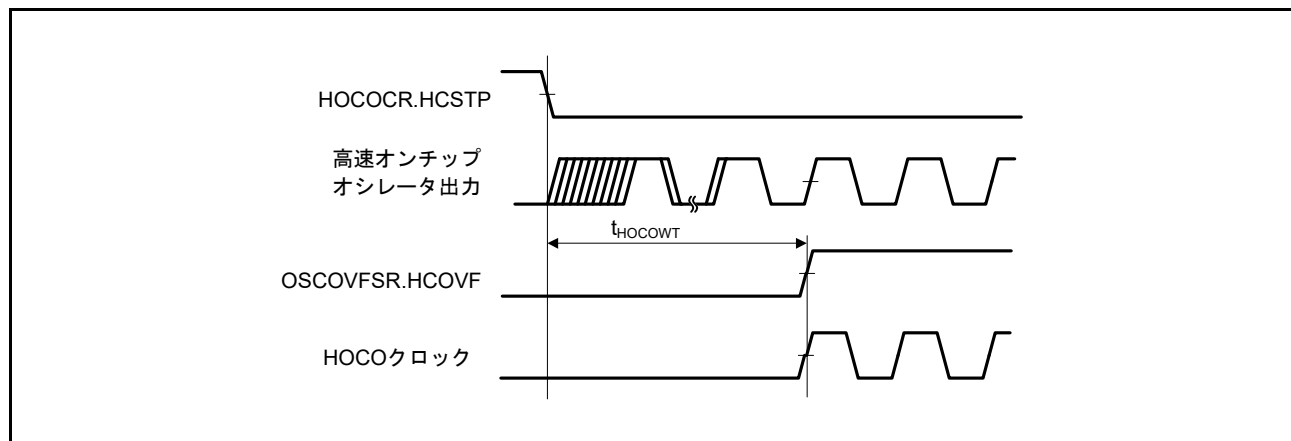 HOCOCR.HCSTP
高速オンチップ
オシレータ出力
tHOCOWT
OSCOVFSR.HCOVF
HOCOクロック